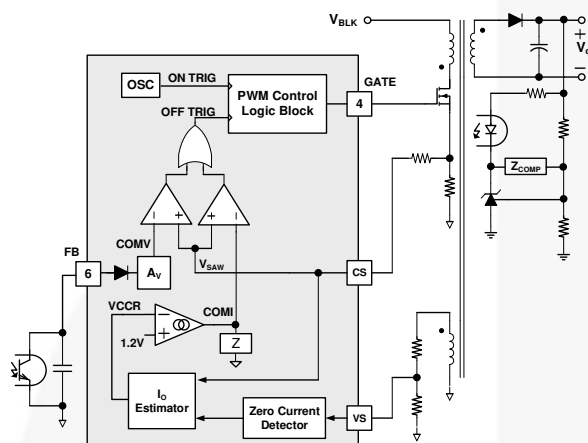 V_BLK
+
V
–
OSC
ON TRIG
OFF TRIG
PWM Control
Logic Block
GATE
4
Z_COMP
–
+
+
–
FB
6
COMV
A_V
V_SAW
CS
VCCR
COMI
–
+
1.2V
Z
I_O
Estimator
Zero Current
Detector
VS